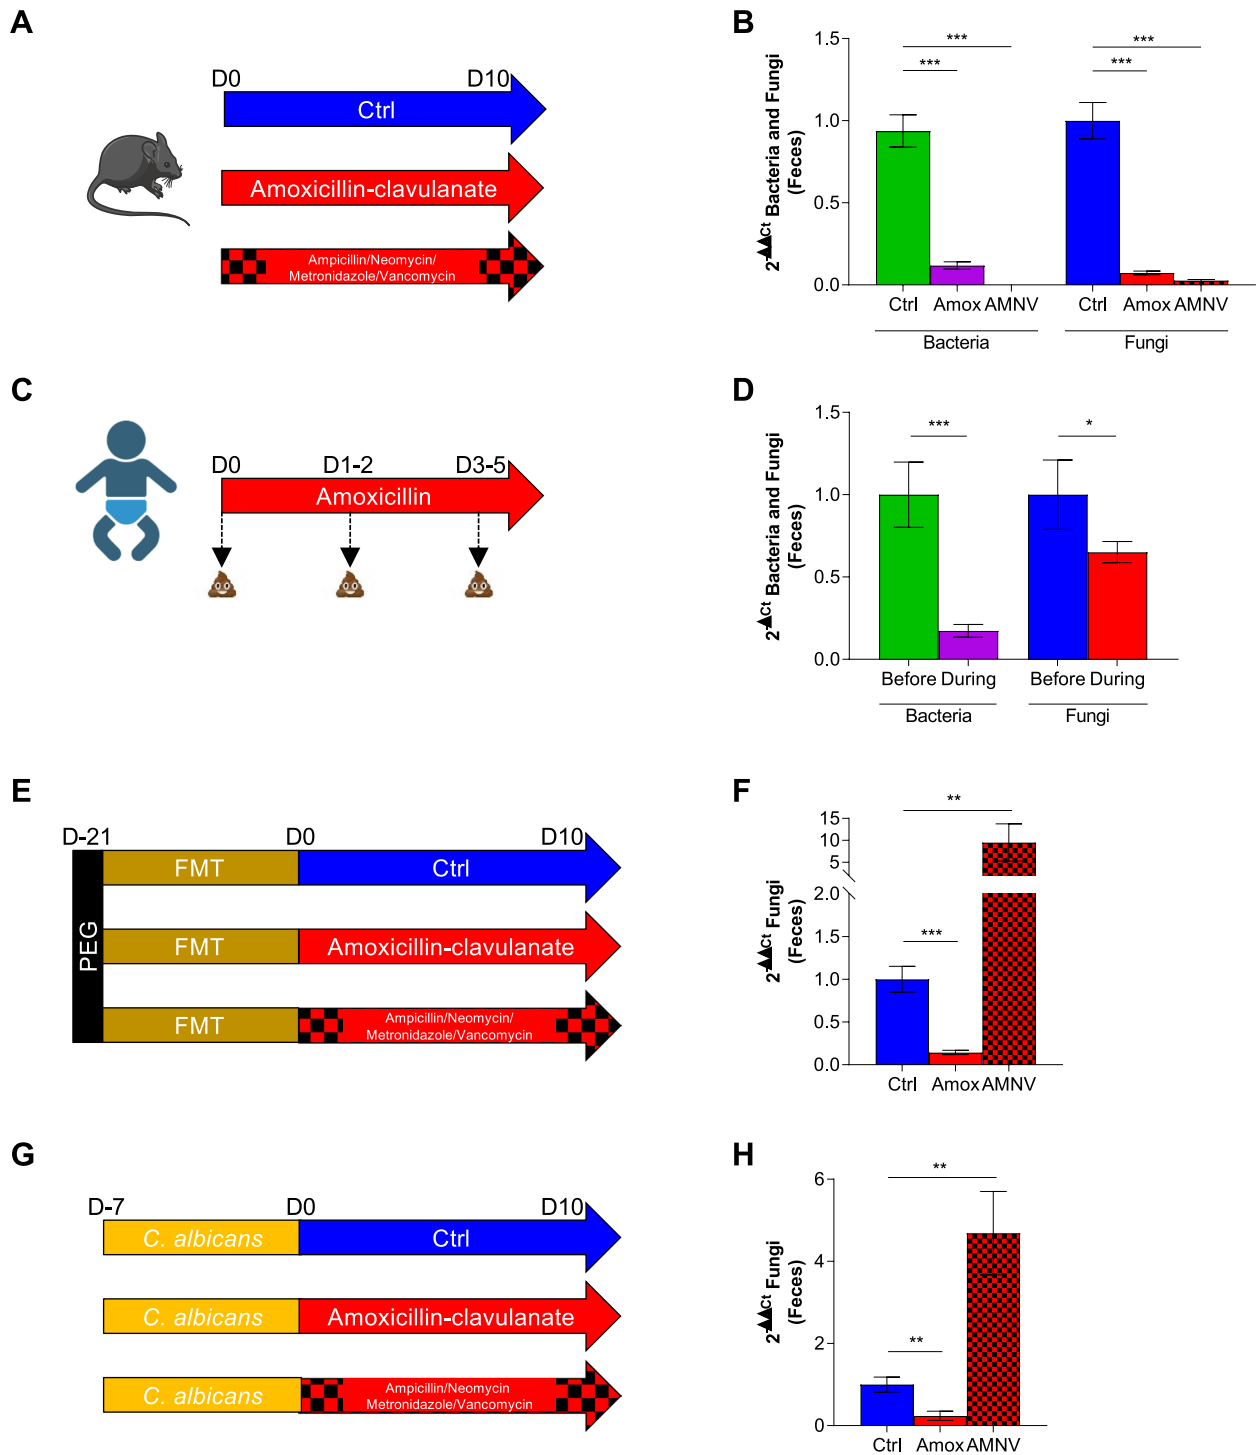 A
D0 D10
Ctrl
Amoxicillin-clavulanate
Ampicillin/Neomycin/
Metronidazole/Vancomycin
B
2-▲▲Ct Bacteria and Fungi
(Feces)
1.5
1.0
0.5
0.0
*** ***
*** ***
Ctrl Amox AMNV Ctrl Amox AMNV
Bacteria Fungi
C
D0 D1-2 D3-5
Amoxicillin
D
2-▲Ct Bacteria and Fungi
(Feces)
1.5
1.0
0.5
0.0
*** *
Before During Before During
Bacteria Fungi
E
D-21 D0 D10
PEG
FMT Ctrl
FMT Amoxicillin-clavulanate
FMT Ampicillin/Neomycin/
Metronidazole/Vancomycin
F
2-▲▲Ct Fungi
(Feces)
15
10
5
2.0
1.5
1.0
0.5
0.0
**
***
Ctrl Amox AMNV
G
D-7 D0 D10
C. albicans Ctrl
C. albicans Amoxicillin-clavulanate
C. albicans Ampicillin/Neomycin
Metronidazole/Vancomycin
H
2-▲▲Ct Fungi
(Feces)
6
4
2
0
**
**
Ctrl Amox AMNV